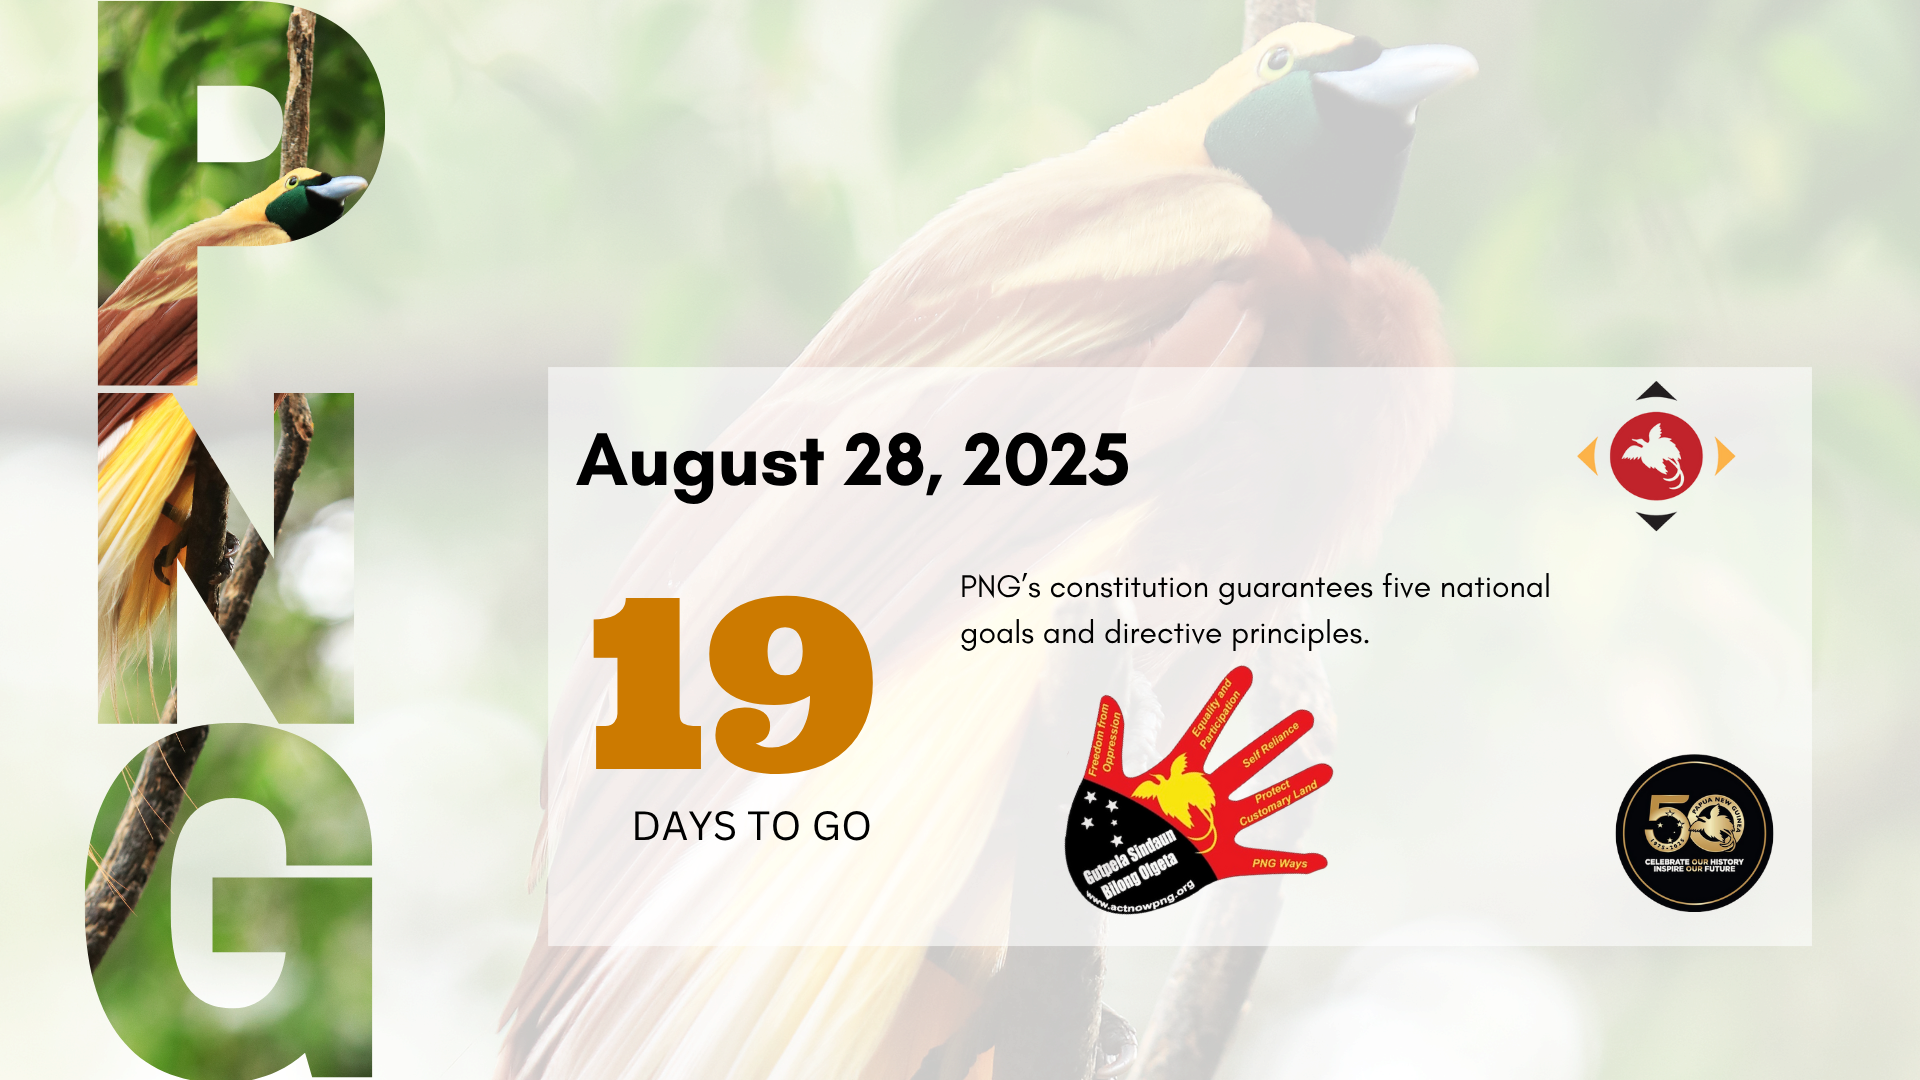 PNG
August 28, 2025
19
DAYS TO GO
PNG’s constitution guarantees five national
goals and directive principles.
Freedom from
Oppression
Equality and
Participation
Self Reliance
Protect
Customary Land
PNG Ways
Gutpela Sindaun
Bilong Olgeta
www.actnowpng.org
50
PAPUA NEW GUINEA
1975-2025
CELEBRATE OUR HISTORY
INSPIRE OUR FUTURE